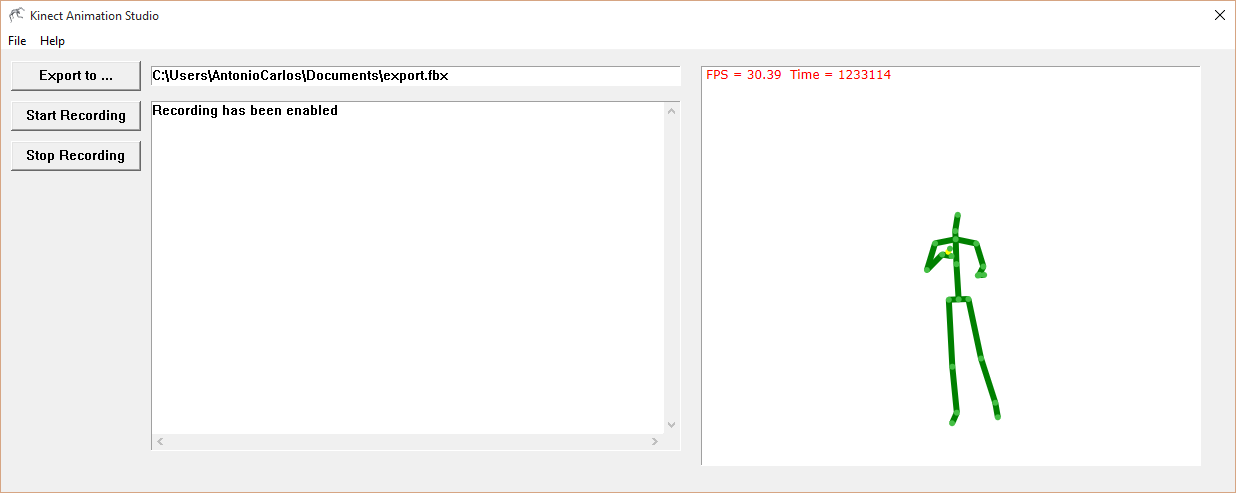 Kinect Animation Studio
File Help
Export to ...
C:\Users\AntonioCarlos\Documents\export.fbx
Start Recording
Recording has been enabled
Stop Recording
FPS = 30.39 Time = 1233114